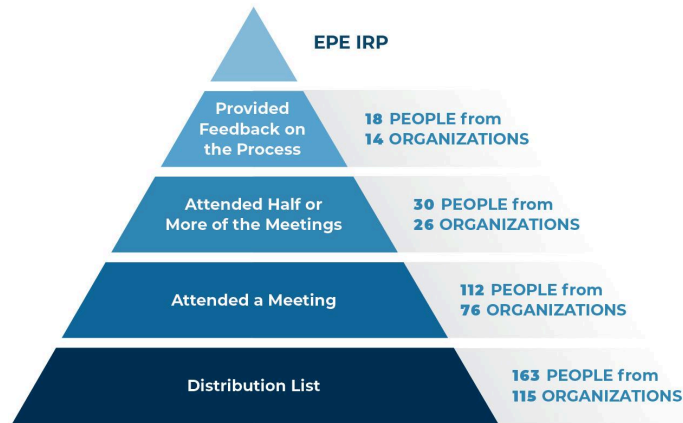 EPE IRP
Provided
Feedback on
the Process
18 PEOPLE from
14 ORGANIZATIONS
Attended Half or
More of the Meetings
30 PEOPLE from
26 ORGANIZATIONS
Attended a Meeting
112 PEOPLE from
76 ORGANIZATIONS
Distribution List
163 PEOPLE from
115 ORGANIZATIONS